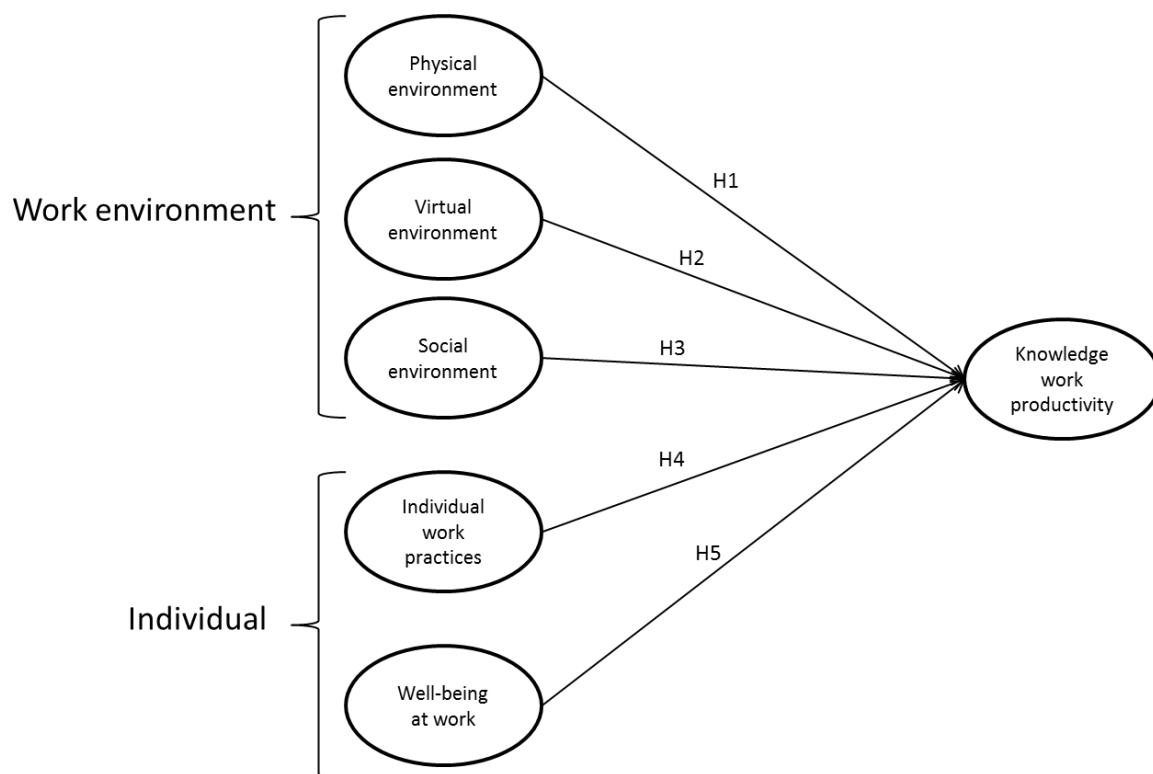 Physical
environment
H1
Work environment
Virtual
environment
H2
Social
environment
H3
Knowledge
work
productivity
Individual
work
practices
H4
Individual
H5
Well-being
at work